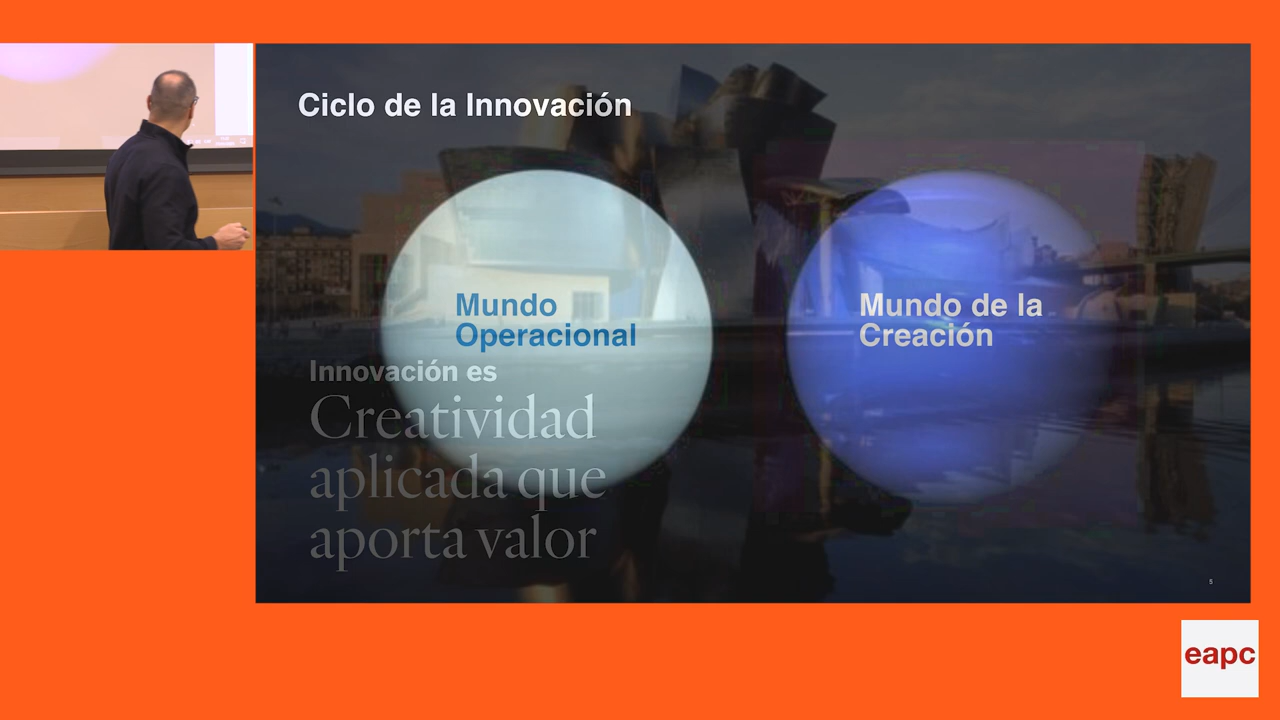 Ciclo de la Innovación
Mundo
Operacional
Mundo de la
Creación
Innovación es
Creatividad
aplicada que
aporta valor
5
eapc